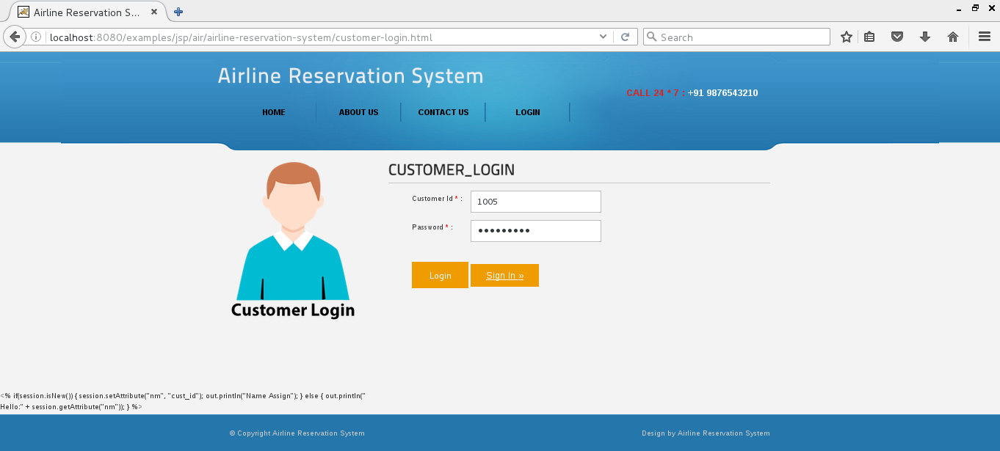 Airline Reservation S...
localhost:8080/examples/jsp/air/airline-reservation-system/customer-login.html
Search
Airline Reservation System
CALL 24 * 7 : +91 9876543210
HOME ABOUT US CONTACT US LOGIN
CUSTOMER_LOGIN
Customer Id * : 1005
Password * : •••••••••
Login Sign In »
Customer Login
<% if(session.isNew()) { session.setAttribute("nm", "cust_id"); out.println("Name Assign"); } else { out.println("
Hello:" + session.getAttribute("nm")); } %>
© Copyright Airline Reservation System Design by Airline Reservation System